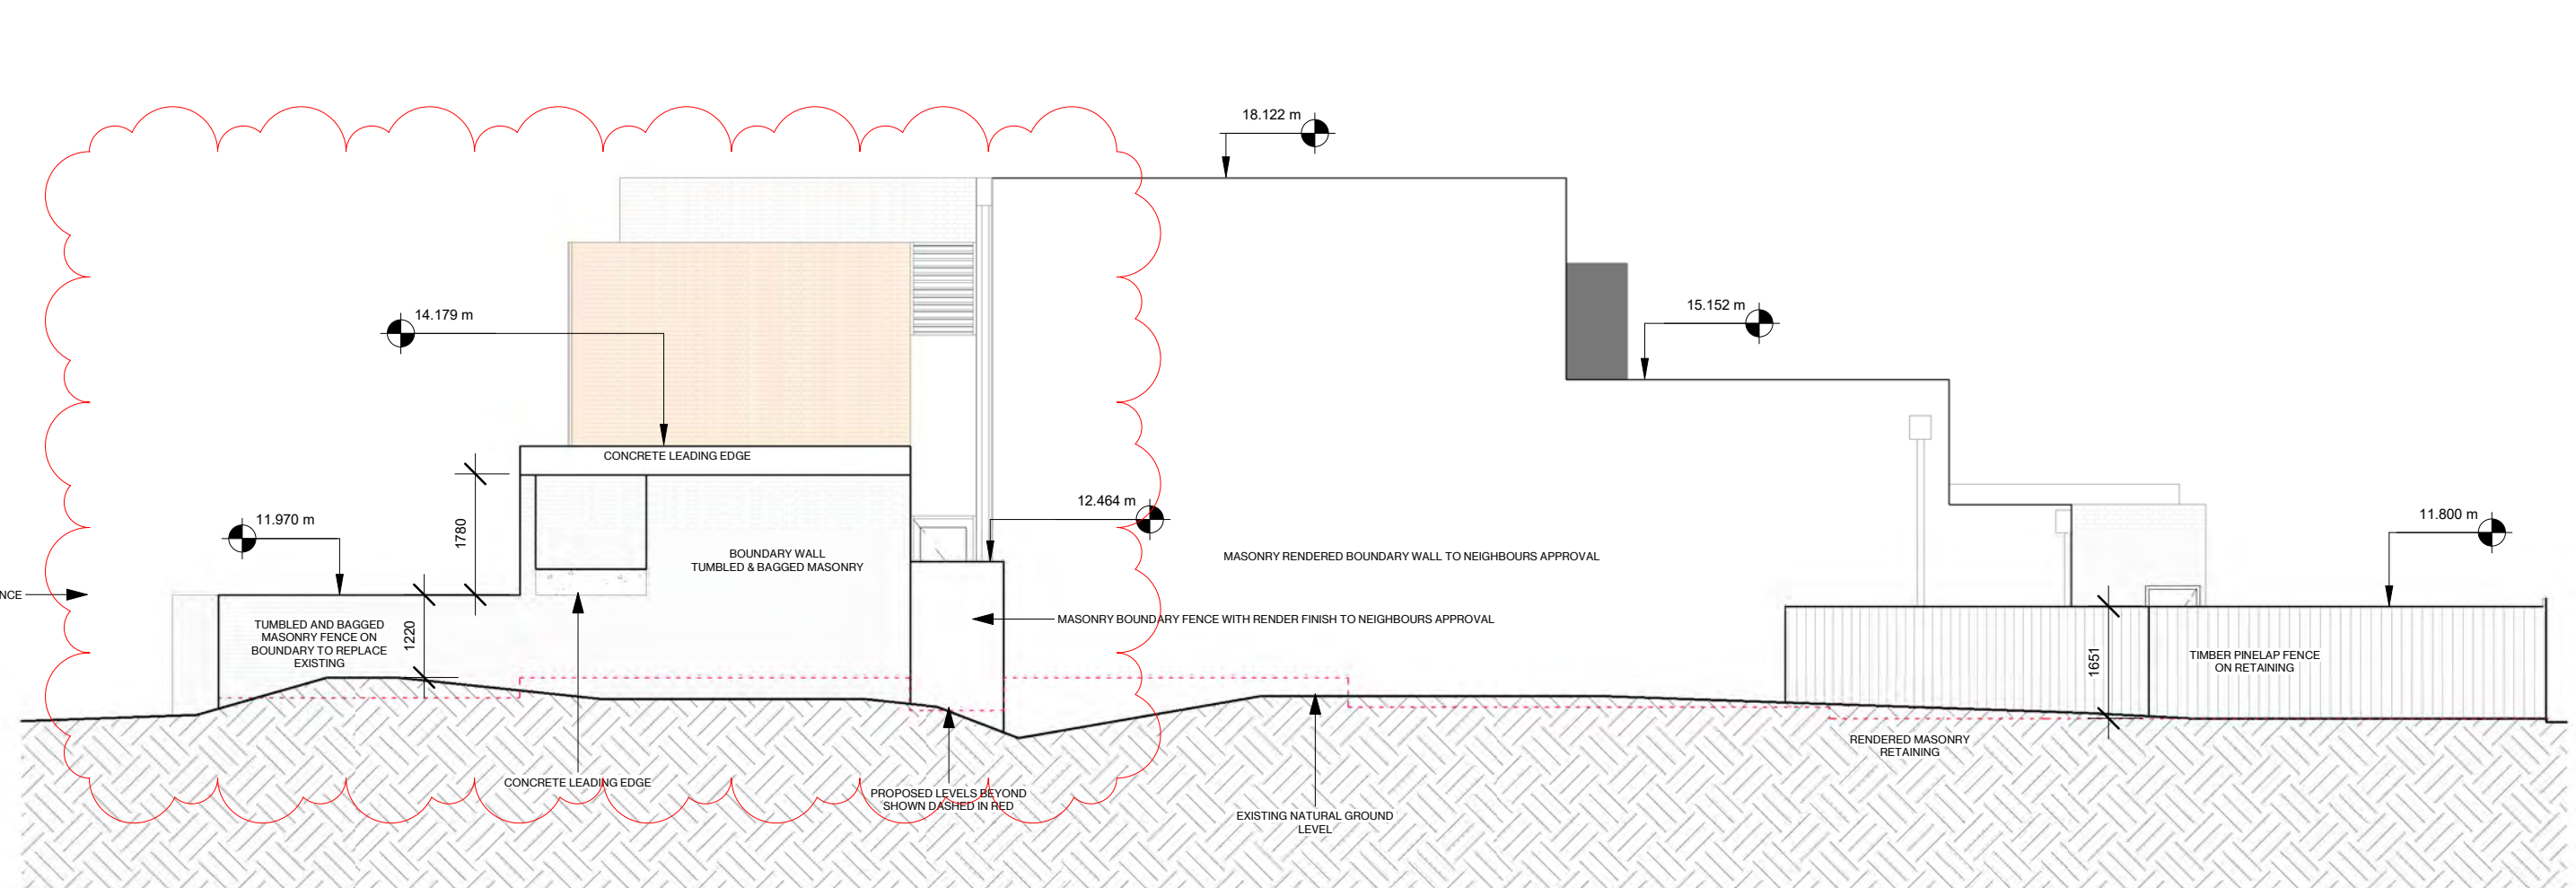 18.122 m
15.152 m
14.179 m
CONCRETE LEADING EDGE
1780
12.464 m
11.970 m
11.800 m
BOUNDARY WALL
TUMBLED & BAGGED MASONRY
MASONRY RENDERED BOUNDARY WALL TO NEIGHBOURS APPROVAL
NCE
TUMBLED AND BAGGED
MASONRY FENCE ON
BOUNDARY TO REPLACE
EXISTING
1220
MASONRY BOUNDARY FENCE WITH RENDER FINISH TO NEIGHBOURS APPROVAL
1651
TIMBER PINELAP FENCE
ON RETAINING
RENDERED MASONRY
RETAINING
CONCRETE LEADING EDGE
PROPOSED LEVELS BEYOND
SHOWN DASHED IN RED
EXISTING NATURAL GROUND
LEVEL